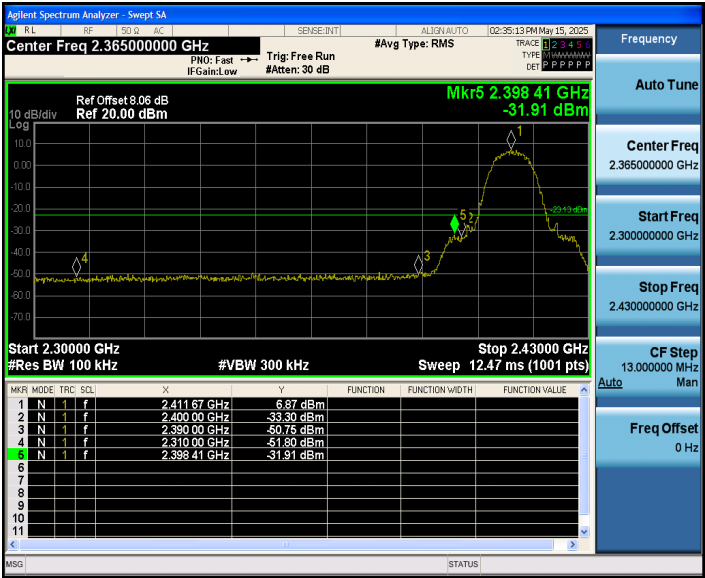 Agilent Spectrum Analyzer - Swept SA
LXI RL RF 50 Ω AC SENSE:INT ALIGN AUTO 02:35:13 PM May 15, 2025
Center Freq 2.365000000 GHz
PNO: Fast
IFGain:Low
Trig: Free Run
#Atten: 30 dB
#Avg Type: RMS
TRACE 1 2 3 4 5 6
TYPE M W W W W W
DET P P P P P P
Ref Offset 8.06 dB
Ref 20.00 dBm
10 dB/div
Log
Mkr5 2.398 41 GHz
-31.91 dBm
10.0
0.00
-10.0
-20.0
-30.0
-40.0
-50.0
-60.0
-70.0
1
-23.13 dBm
5
2
3
4
Start 2.30000 GHz
Stop 2.43000 GHz
#Res BW 100 kHz
#VBW 300 kHz
Sweep 12.47 ms (1001 pts)
MKR MODE TRC SCL X Y FUNCTION FUNCTION WIDTH FUNCTION VALUE
1 N 1 f 2.411 67 GHz 6.87 dBm
2 N 1 f 2.400 00 GHz -33.30 dBm
3 N 1 f 2.390 00 GHz -50.75 dBm
4 N 1 f 2.310 00 GHz -51.80 dBm
5 N 1 f 2.398 41 GHz -31.91 dBm
6
7
8
9
10
11
MSG
STATUS
Frequency
Auto Tune
Center Freq
2.365000000 GHz
Start Freq
2.300000000 GHz
Stop Freq
2.430000000 GHz
CF Step
13.000000 MHz
Auto Man
Freq Offset
0 Hz